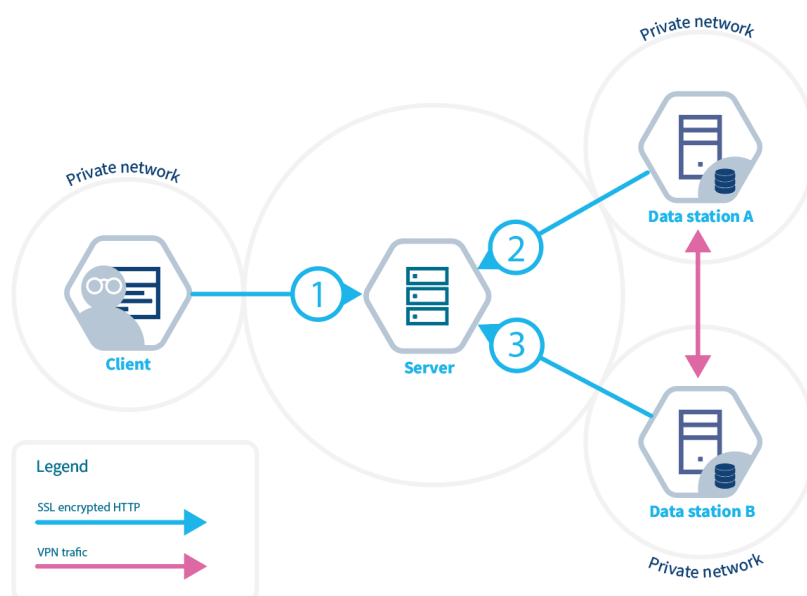 Private network
Private network
Data station A
Client
1
Server
2
3
Data station B
Private network
Legend
SSL encrypted HTTP
VPN trafic